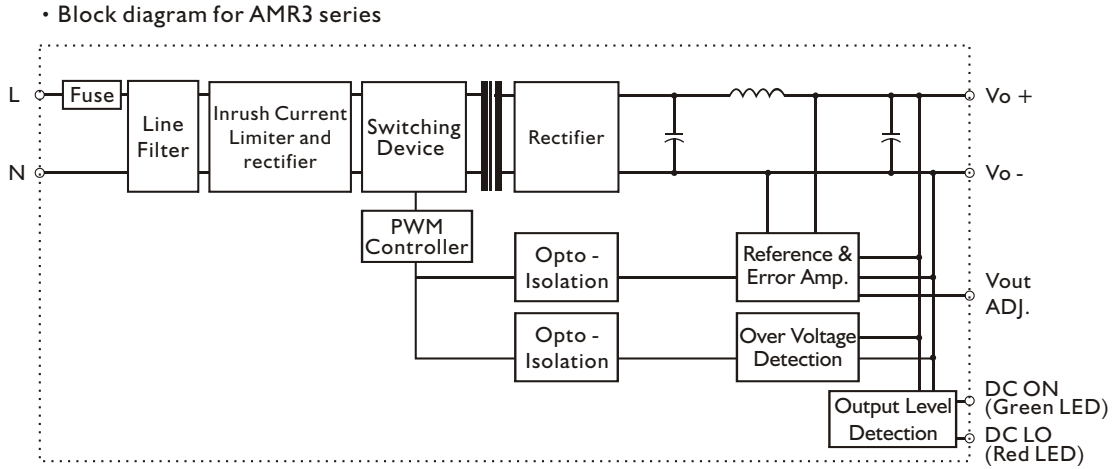 • Block diagram for AMR3 series
L
Fuse
Line
Filter
Inrush Current
Limiter and
rectifier
Switching
Device
Rectifier
Vo +
N
Vo -
PWM
Controller
Opto -
Isolation
Reference &
Error Amp.
Vout
ADJ.
Opto -
Isolation
Over Voltage
Detection
Output Level
Detection
DC ON
(Green LED)
DC LO
(Red LED)